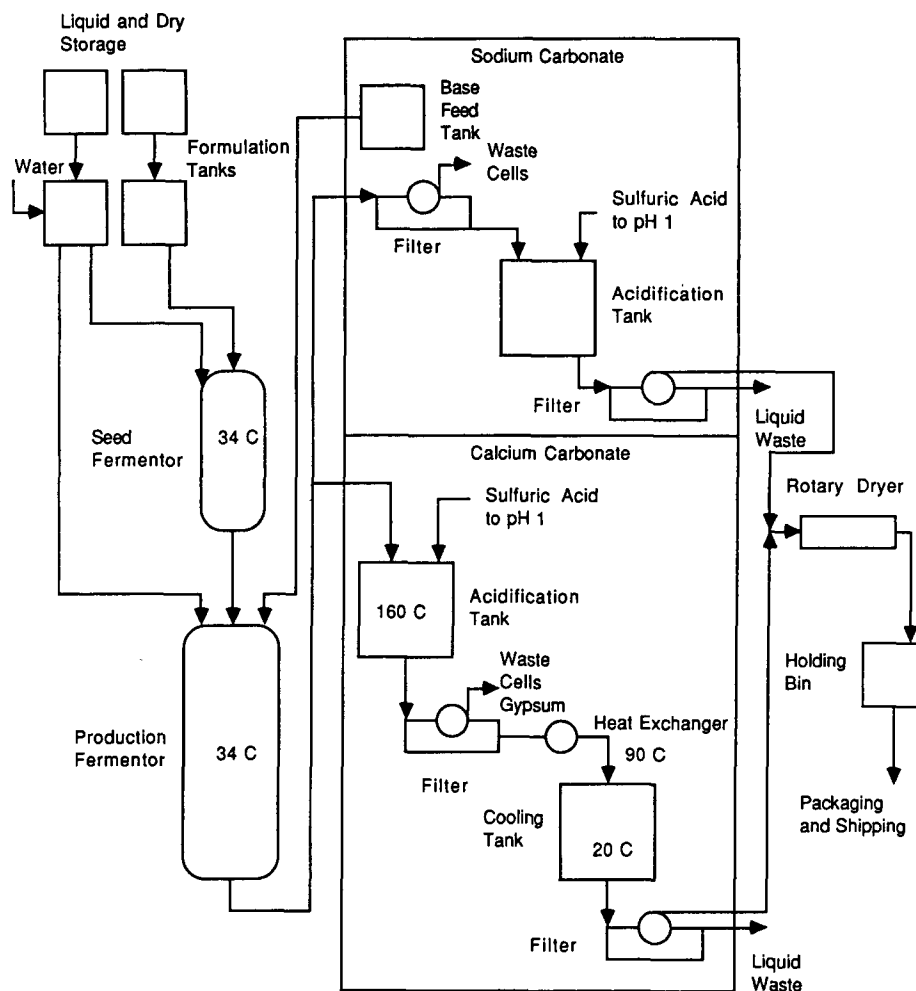 Liquid and Dry
Storage
Water
Formulation
Tanks
Seed
Fermentor
34 C
Production
Fermentor
34 C
Sodium Carbonate
Base
Feed
Tank
Waste
Cells
Filter
Sulfuric Acid
to pH 1
Acidification
Tank
Filter
Liquid
Waste
Calcium Carbonate
Sulfuric Acid
to pH 1
160 C
Acidification
Tank
Waste
Cells
Gypsum
Filter
Heat Exchanger
90 C
Cooling
Tank
20 C
Filter
Liquid
Waste
Rotary Dryer
Holding
Bin
Packaging
and Shipping